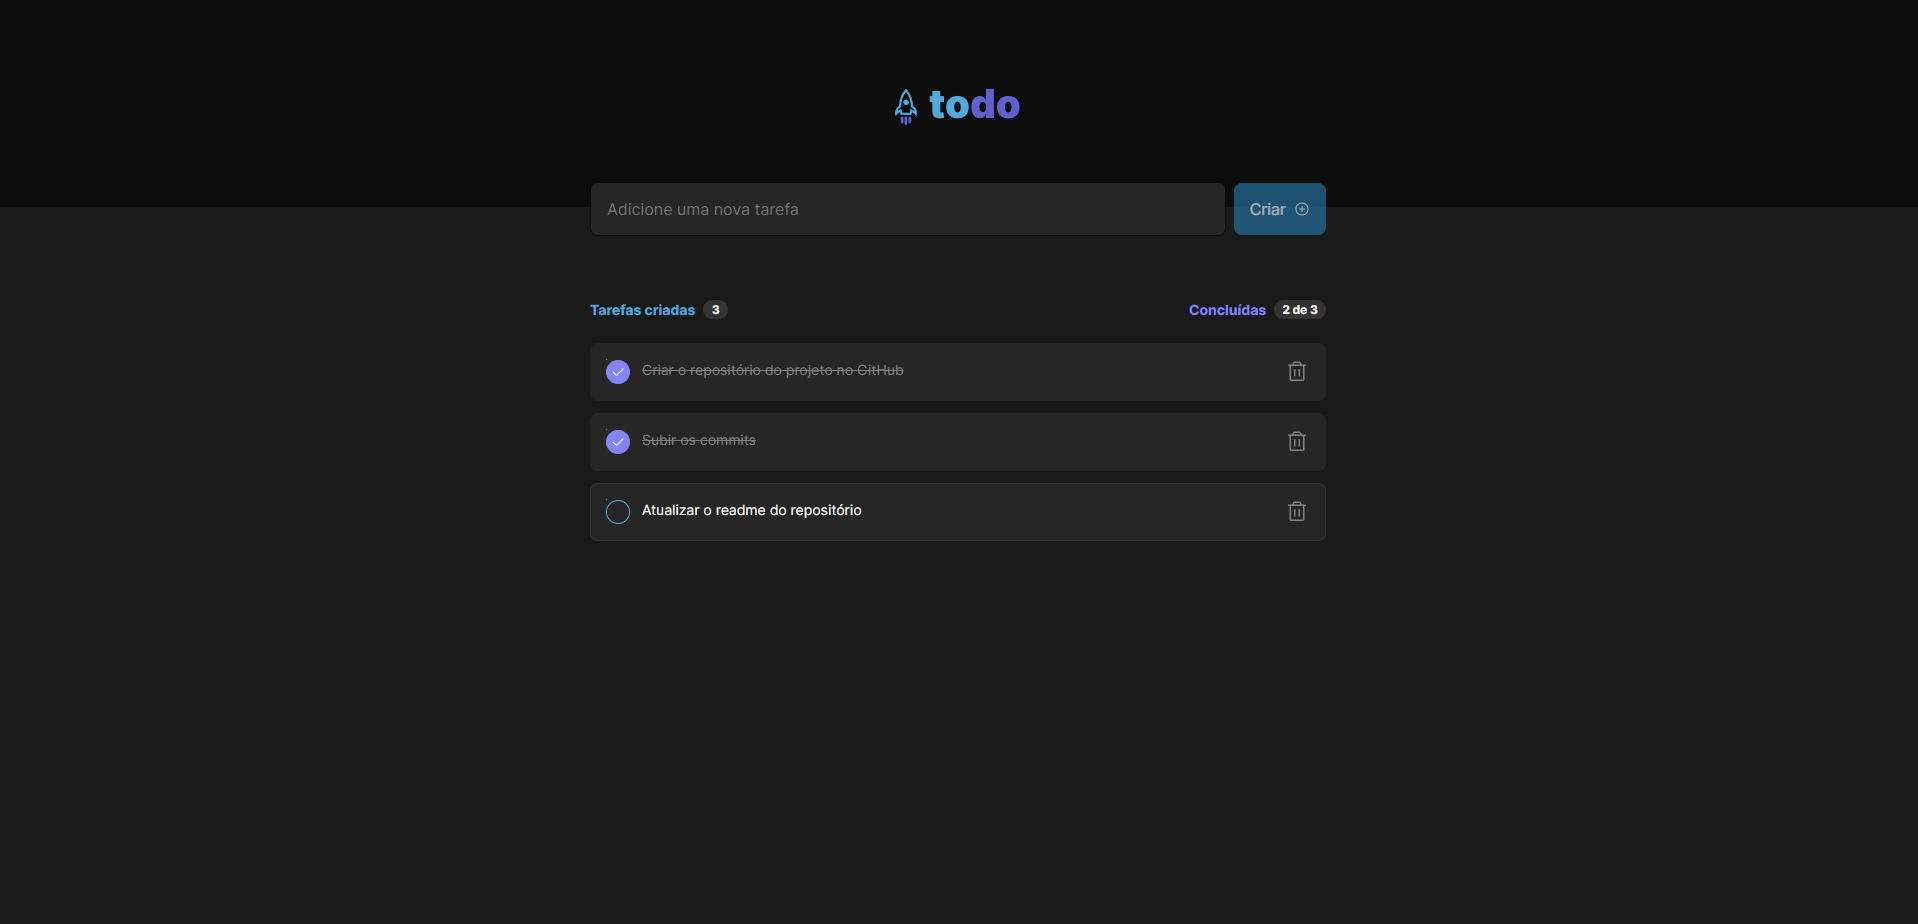 todo
Adicione uma nova tarefa
Criar
Tarefas criadas 3
Concluídas 2 de 3
Criar o repositório do projeto no GitHub
Subir os commits
Atualizar o readme do repositório